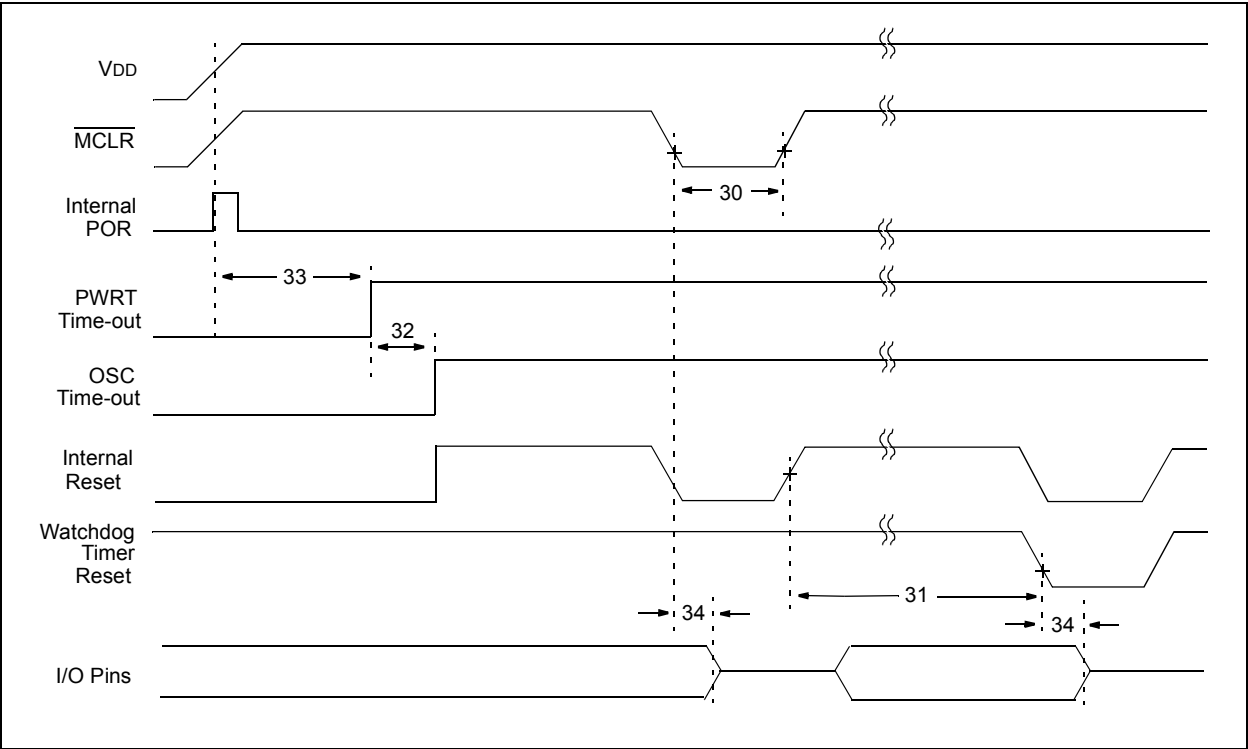 VDD
MCLR
30
Internal
POR
33
PWRT
Time-out
32
OSC
Time-out
Internal
Reset
Watchdog
Timer
Reset
31
34
34
I/O Pins